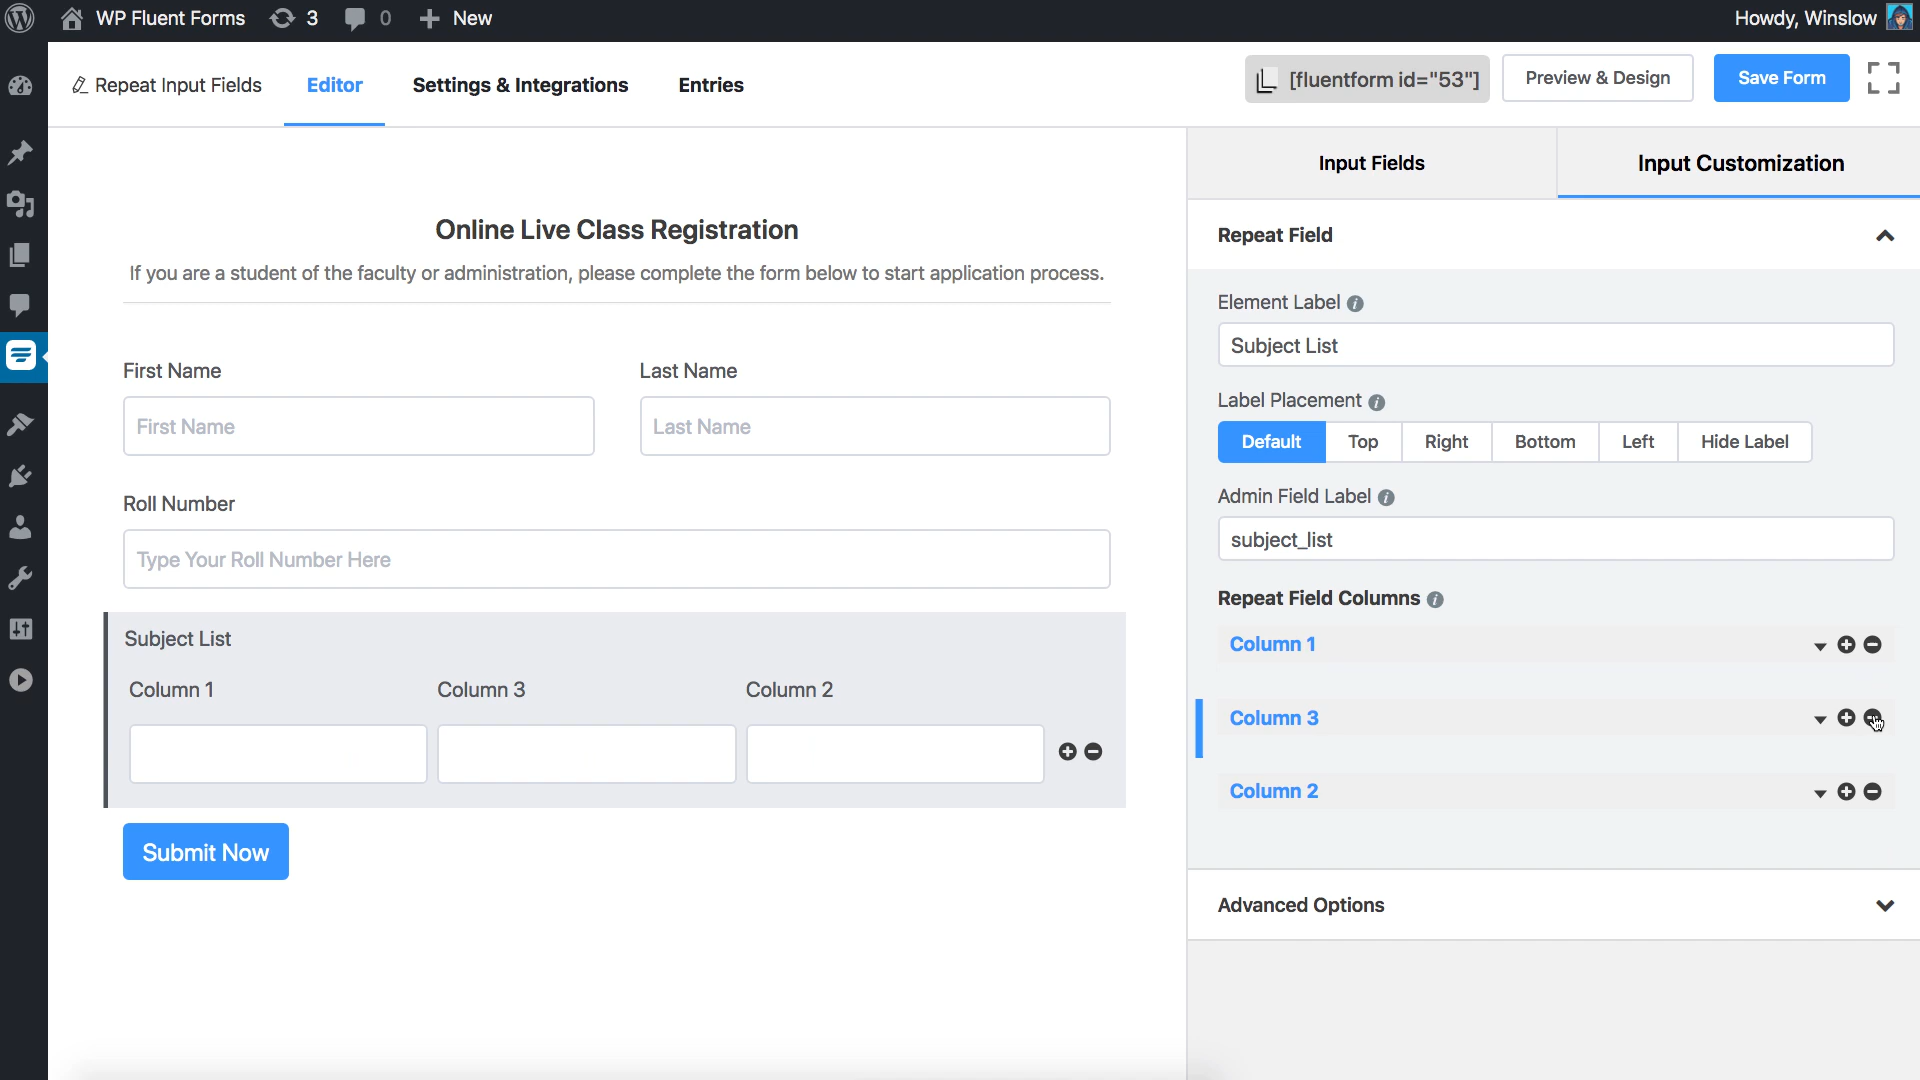 WP Fluent Forms 3 0 New Howdy, Winslow
Repeat Input Fields Editor Settings & Integrations Entries [fluentform id="53"] Preview & Design Save Form
Input Fields Input Customization
Online Live Class Registration
If you are a student of the faculty or administration, please complete the form below to start application process.
First Name Last Name
First Name Last Name
Roll Number
Type Your Roll Number Here
Subject List
Column 1 Column 3 Column 2
Submit Now
Repeat Field
Element Label
Subject List
Label Placement
Default Top Right Bottom Left Hide Label
Admin Field Label
subject_list
Repeat Field Columns
Column 1
Column 3
Column 2
Advanced Options